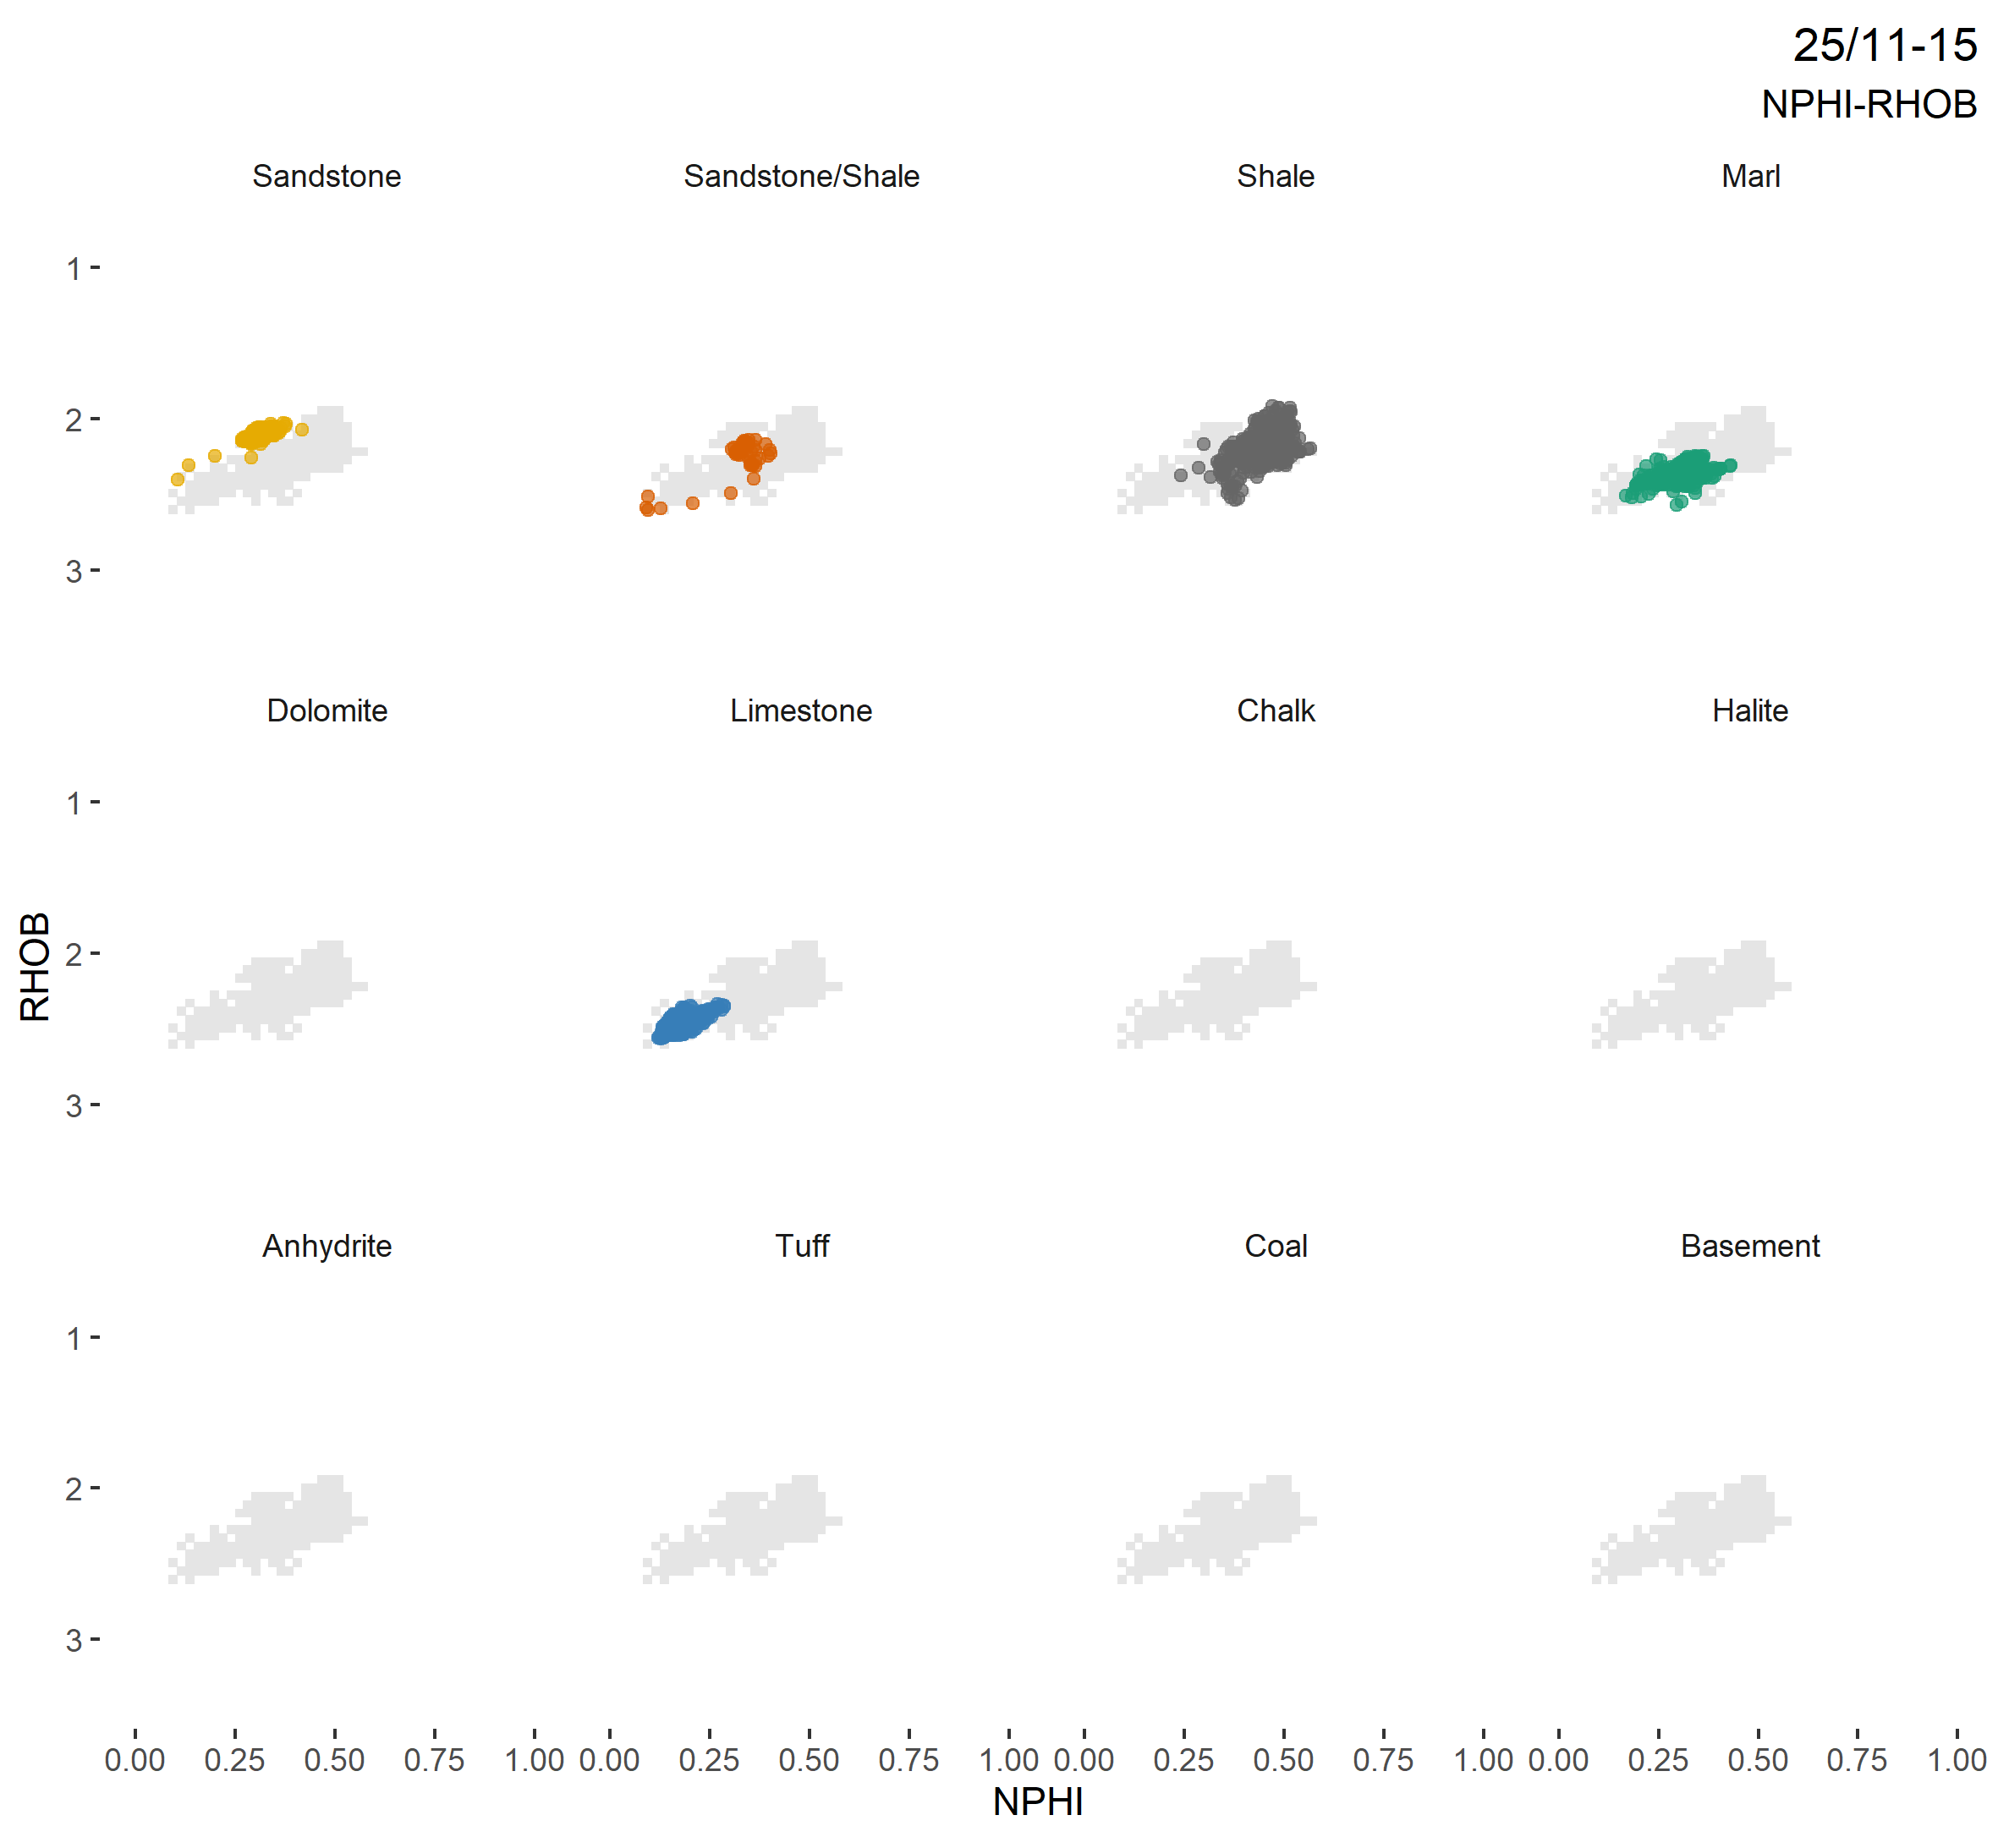 25/11-15
NPHI-RHOB
Sandstone Sandstone/Shale Shale Marl
1
2
3
Dolomite Limestone Chalk Halite
1
2
3
RHOB
Anhydrite Tuff Coal Basement
1
2
3
0.00 0.25 0.50 0.75 1.00 0.00 0.25 0.50 0.75 1.00 0.00 0.25 0.50 0.75 1.00 0.00 0.25 0.50 0.75 1.00
NPHI